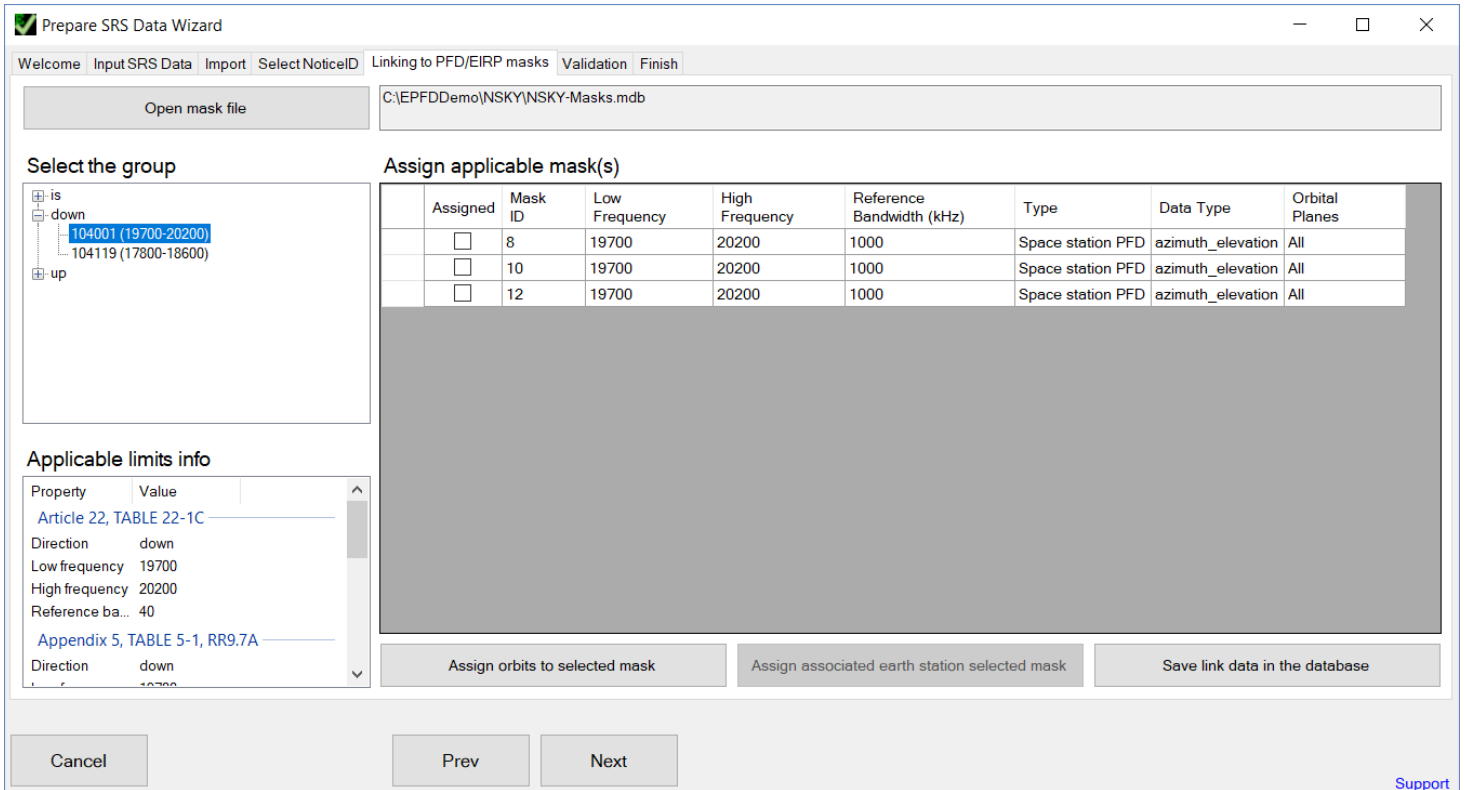 Prepare SRS Data Wizard
Welcome Input SRS Data Import Select NoticeID Linking to PFD/EIRP masks Validation Finish
Open mask file
C:\EPFDDemo\NSKY\NSKY-Masks.mdb
Select the group
is
down
104001 (19700-20200)
104119 (17800-18600)
up
Assign applicable mask(s)
Assigned Mask ID Low Frequency High Frequency Reference Bandwidth (kHz) Type Data Type Orbital Planes
8 19700 20200 1000 Space station PFD azimuth_elevation All
10 19700 20200 1000 Space station PFD azimuth_elevation All
12 19700 20200 1000 Space station PFD azimuth_elevation All
Applicable limits info
Property Value
Article 22, TABLE 22-1C
Direction down
Low frequency 19700
High frequency 20200
Reference ba... 40
Appendix 5, TABLE 5-1, RR9.7A
Direction down
Assign orbits to selected mask
Assign associated earth station selected mask
Save link data in the database
Cancel
Prev
Next
Support